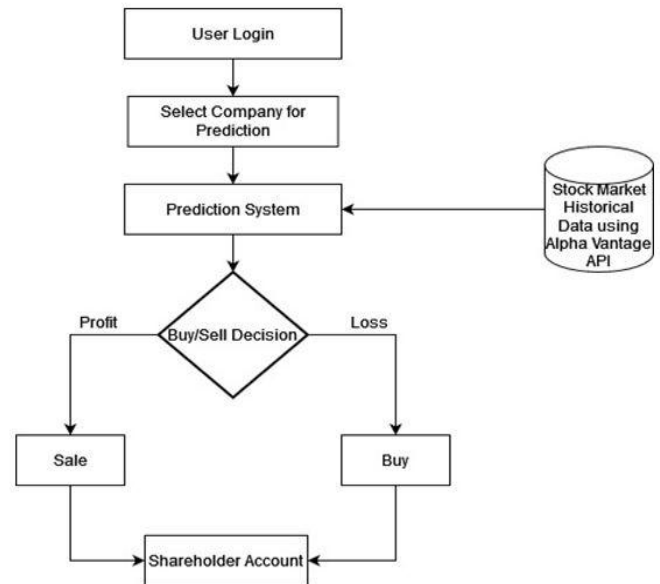 User Login
Select Company for
Prediction
Prediction System
Stock Market
Historical
Data using
Alpha Vantage
API
Profit
Buy/Sell Decision
Loss
Sale
Buy
Shareholder Account